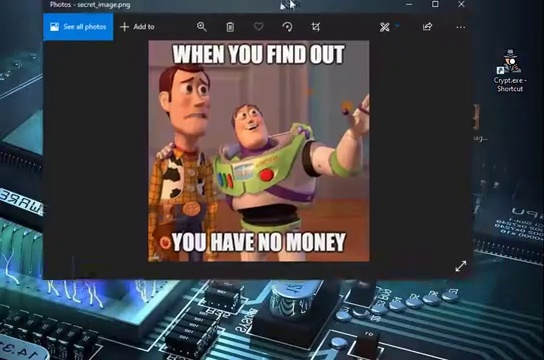 Photos - secret_image.png
See all photos
Add to
WHEN YOU FIND OUT
YOU HAVE NO MONEY
Crypt.exe -
Shortcut